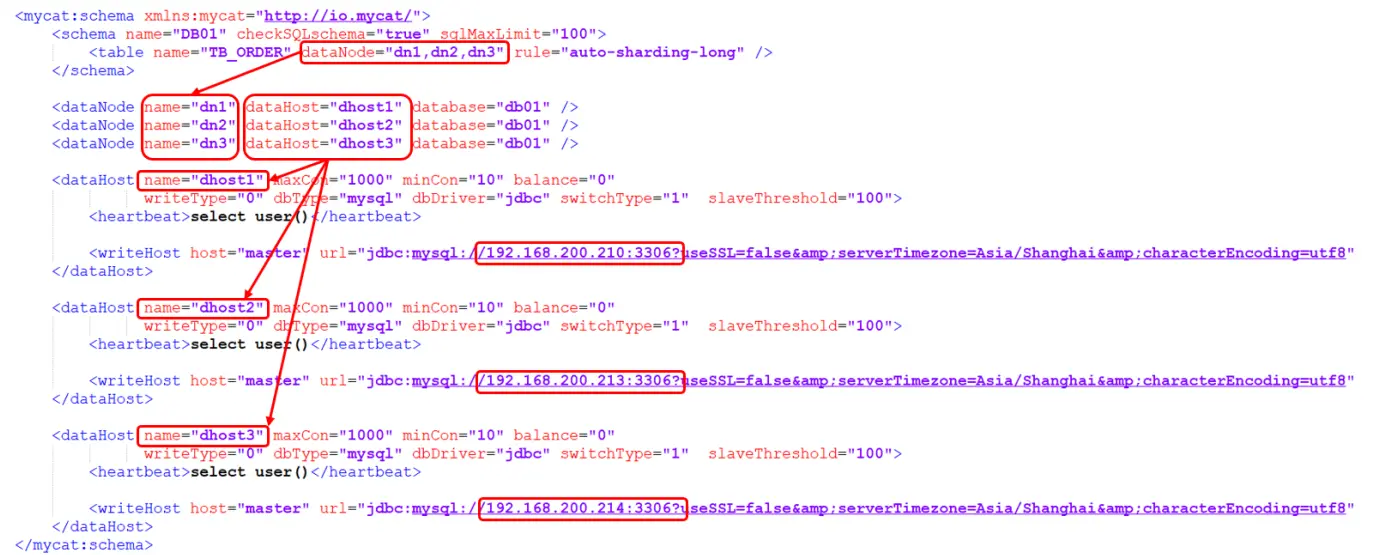 <mycat:schema xmlns:mycat="http://io.mycat/">
<schema name="DB01" checkSQLschema="true" sqlMaxLimit="100">
<table name="TB_ORDER" dataNode="dn1,dn2,dn3" rule="auto-sharding-long" />
</schema>
<dataNode name="dn1" dataHost="dhost1" database="db01" />
<dataNode name="dn2" dataHost="dhost2" database="db01" />
<dataNode name="dn3" dataHost="dhost3" database="db01" />
<dataHost name="dhost1" maxCon="1000" minCon="10" balance="0"
writeType="0" dbType="mysql" dbDriver="jdbc" switchType="1" slaveThreshold="100">
<heartbeat>select user()</heartbeat>
<writeHost host="master" url="jdbc:mysql://192.168.200.210:3306?useSSL=false&amp;serverTimezone=Asia/Shanghai&amp;characterEncoding=utf8"
</dataHost>
<dataHost name="dhost2" maxCon="1000" minCon="10" balance="0"
writeType="0" dbType="mysql" dbDriver="jdbc" switchType="1" slaveThreshold="100">
<heartbeat>select user()</heartbeat>
<writeHost host="master" url="jdbc:mysql://192.168.200.213:3306?useSSL=false&amp;serverTimezone=Asia/Shanghai&amp;characterEncoding=utf8"
</dataHost>
<dataHost name="dhost3" maxCon="1000" minCon="10" balance="0"
writeType="0" dbType="mysql" dbDriver="jdbc" switchType="1" slaveThreshold="100">
<heartbeat>select user()</heartbeat>
<writeHost host="master" url="jdbc:mysql://192.168.200.214:3306?useSSL=false&amp;serverTimezone=Asia/Shanghai&amp;characterEncoding=utf8"
</dataHost>
</mycat:schema>